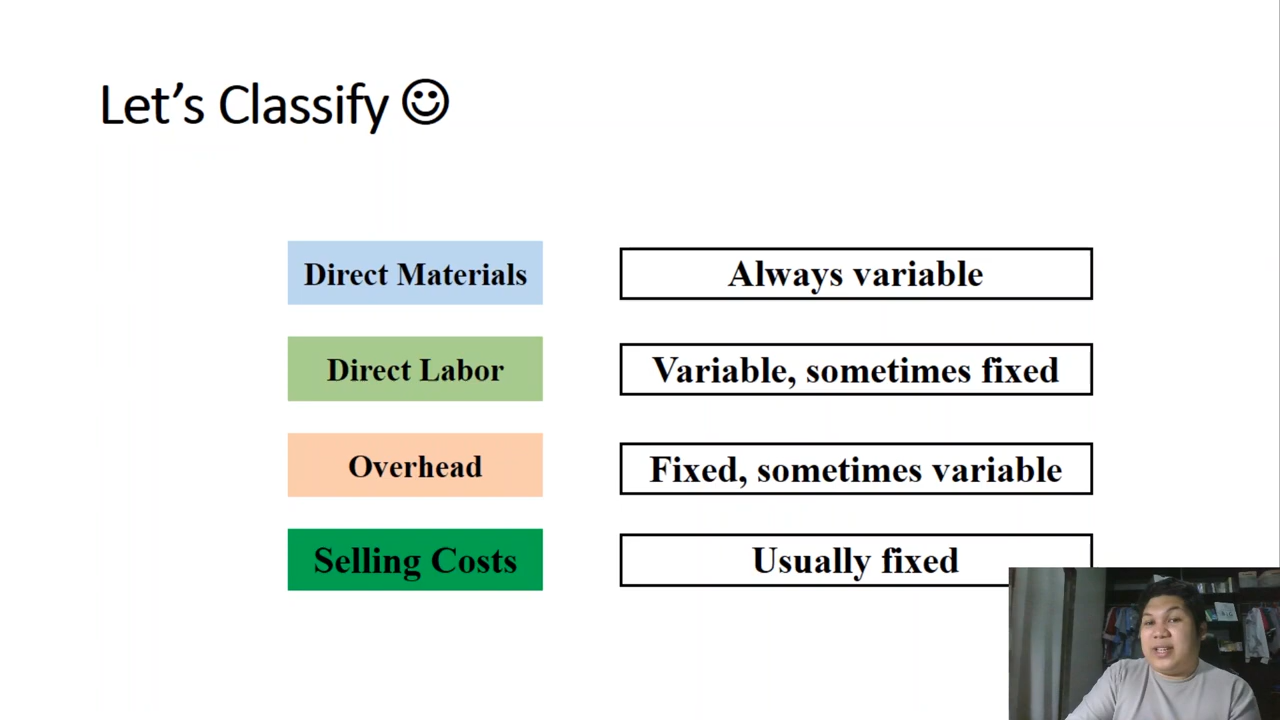 Let's Classify ☺
Direct Materials
Always variable
Direct Labor
Variable, sometimes fixed
Overhead
Fixed, sometimes variable
Selling Costs
Usually fixed